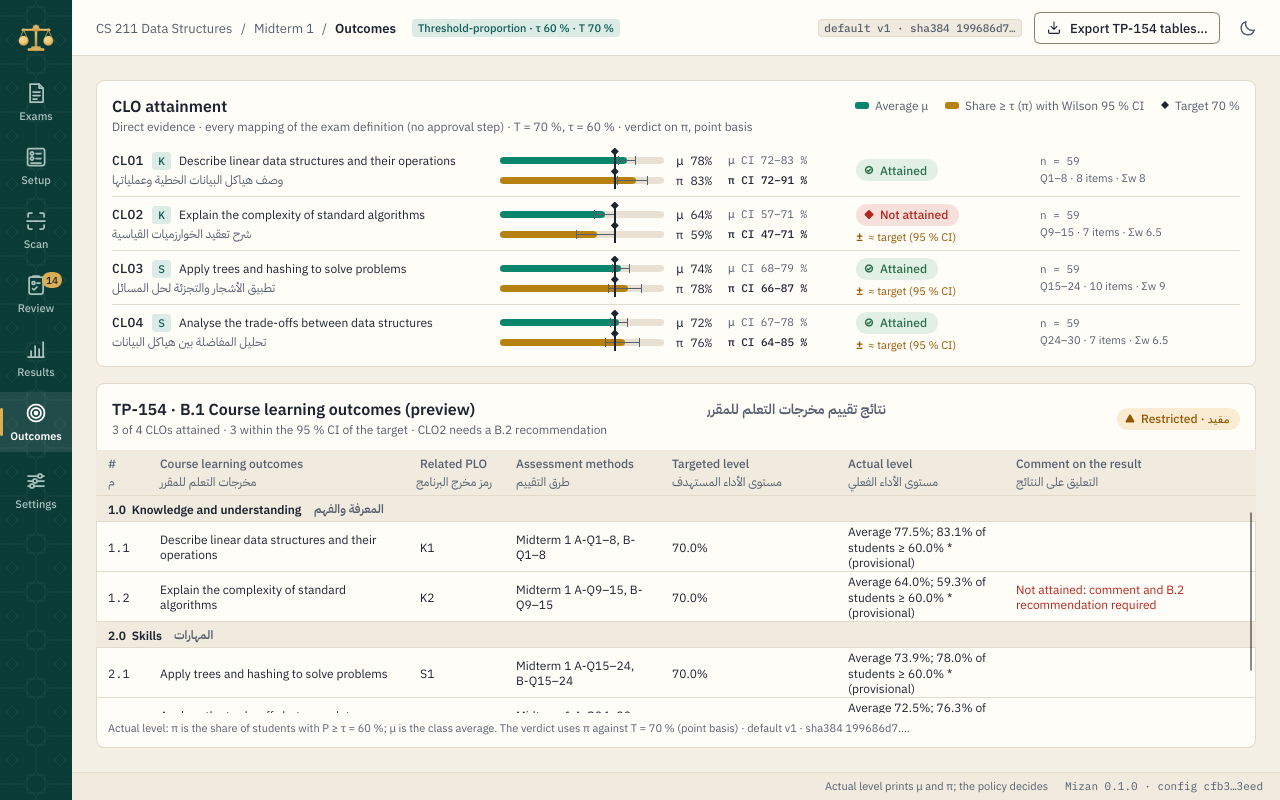 CS 211 Data Structures / Midterm 1 / Outcomes
Threshold-proportion · τ 60 % · T 70 %
default v1 · sha384 199686d7…
Export TP-154 tables…
Exams
Setup
Scan
14
Review
Results
Outcomes
Settings
CLO attainment
Average μ
Share ≥ τ (π) with Wilson 95 % CI
Target 70 %
Direct evidence · every mapping of the exam definition (no approval step) · T = 70 %, τ = 60 % · verdict on π, point basis
CLO1 K Describe linear data structures and their operations
وصف هياكل البيانات الخطية وعملياتها
μ 78% μ CI 72–83 %
π 83% π CI 72–91 %
Attained
n = 59
Q1–8 · 8 items · Σw 8
CLO2 K Explain the complexity of standard algorithms
شرح تعقيد الخوارزميات القياسية
μ 64% μ CI 57–71 %
π 59% π CI 47–71 %
Not attained
± ≈ target (95 % CI)
n = 59
Q9–15 · 7 items · Σw 6.5
CLO3 S Apply trees and hashing to solve problems
تطبيق الأشجار والتجزئة لحل المسائل
μ 74% μ CI 68–79 %
π 78% π CI 66–87 %
Attained
± ≈ target (95 % CI)
n = 59
Q15–24 · 10 items · Σw 9
CLO4 S Analyse the trade-offs between data structures
تحليل المفاضلة بين هياكل البيانات
μ 72% μ CI 67–78 %
π 76% π CI 64–85 %
Attained
± ≈ target (95 % CI)
n = 59
Q24–30 · 7 items · Σw 6.5
TP-154 · B.1 Course learning outcomes (preview)
نتائج تقييم مخرجات التعلم للمقرر
3 of 4 CLOs attained · 3 within the 95 % CI of the target · CLO2 needs a B.2 recommendation
Restricted · مقيد
# Course learning outcomes Related PLO Assessment methods Targeted level Actual level Comment on the result
م مخرجات التعلم للمقرر رمز مخرج البرنامج طرق التقييم مستوى الأداء المستهدف مستوى الأداء الفعلي التعليق على النتائج
1.0 Knowledge and understanding المعرفة والفهم
1.1
Describe linear data structures and their
operations
K1
Midterm 1 A-Q1–8, B-
Q1–8
70.0%
Average 77.5%; 83.1% of
students ≥ 60.0% *
(provisional)
1.2
Explain the complexity of standard
algorithms
K2
Midterm 1 A-Q9–15, B-
Q9–15
70.0%
Average 64.0%; 59.3% of
students ≥ 60.0% *
(provisional)
Not attained: comment and B.2
recommendation required
2.0 Skills المهارات
2.1
Apply trees and hashing to solve problems
S1
Midterm 1 A-Q15–24,
B-Q15–24
70.0%
Average 73.9%; 78.0% of
students ≥ 60.0% *
(provisional)
Average 72.5%; 76.3% of
Actual level: π is the share of students with P ≥ τ = 60 %; μ is the class average. The verdict uses π against T = 70 % (point basis) · default v1 · sha384 199686d7….
Actual level prints μ and π; the policy decides
Mizan 0.1.0 · config cfb3…3eed